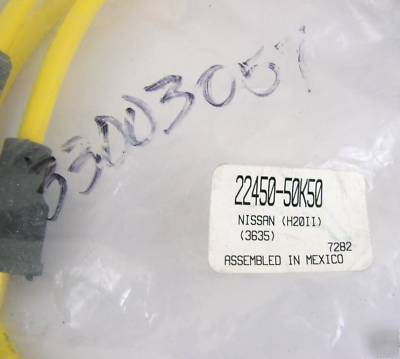 33003057
22450-50K50
NISSAN (H20II)
(3635)
7282
ASSEMBLED IN MEXICO